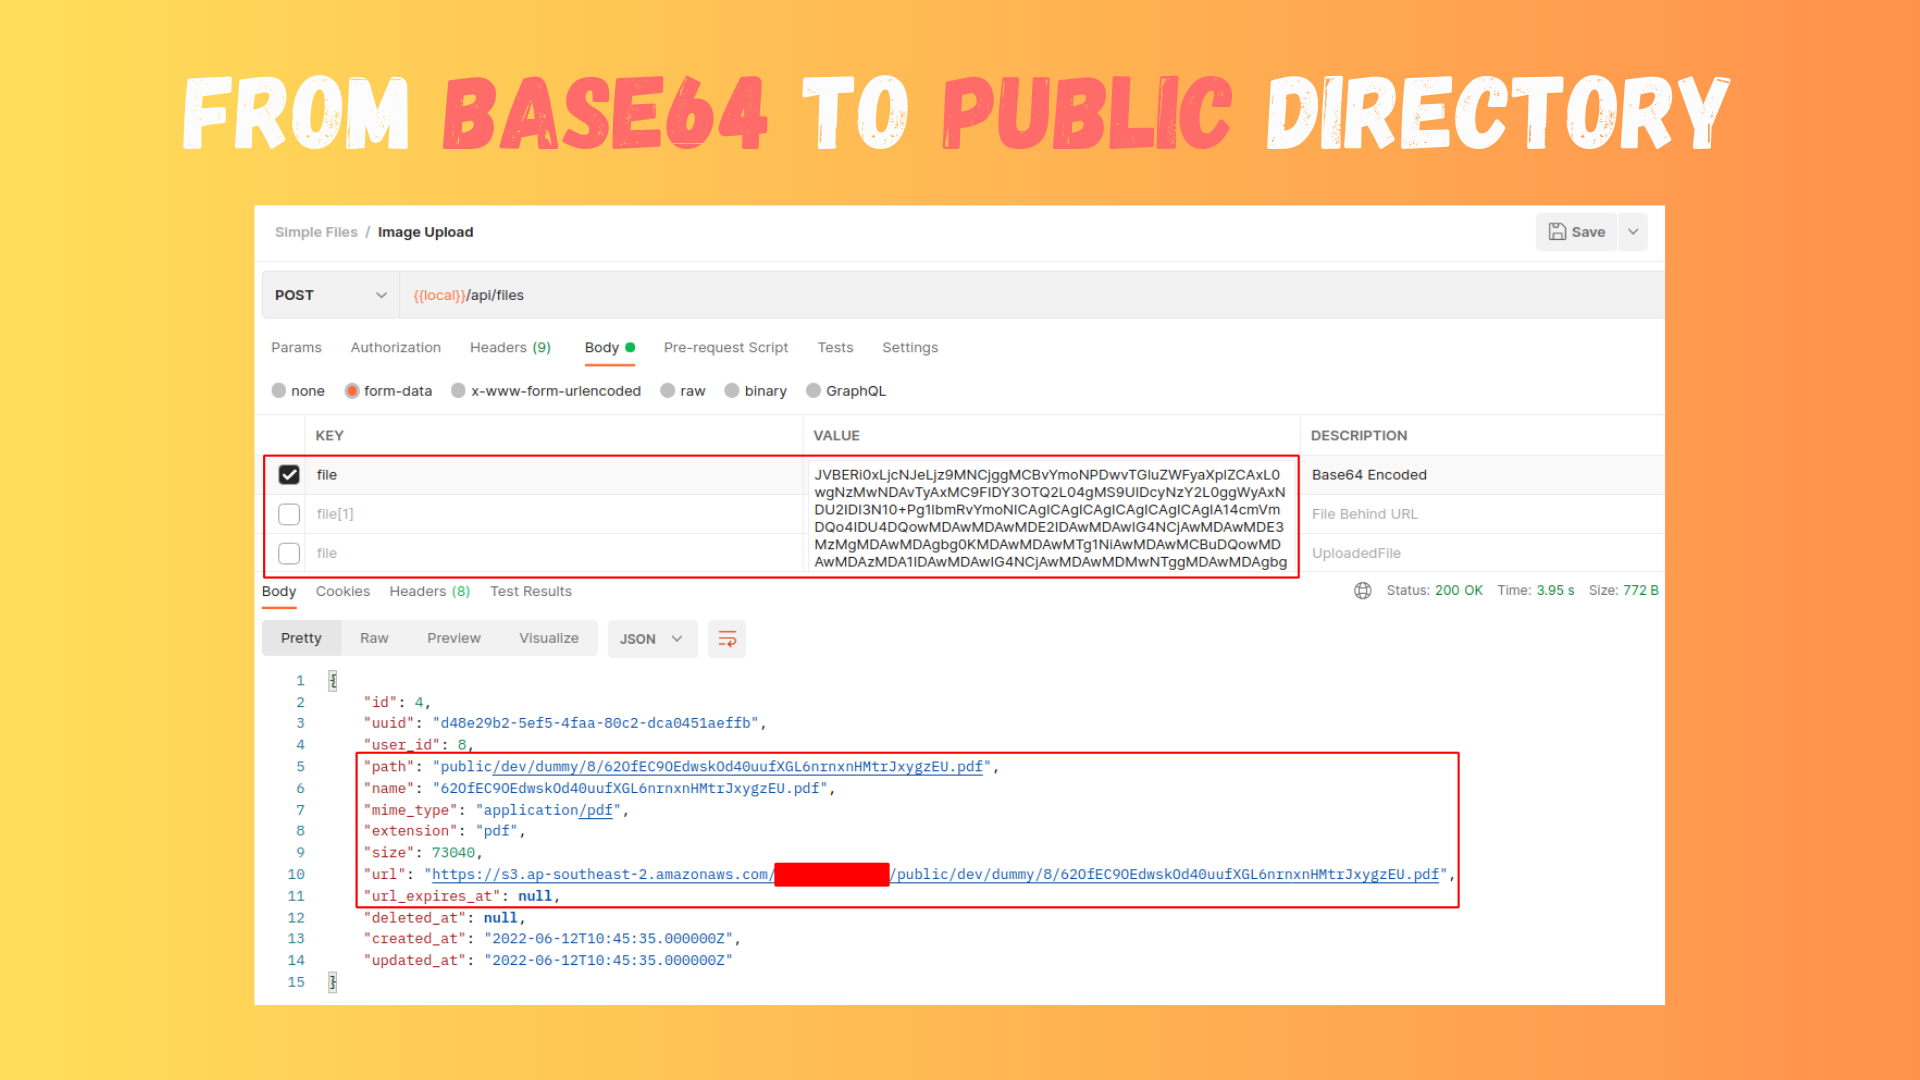 FROM BASE64 TO PUBLIC DIRECTORY
Simple Files / Image Upload
Save
POST
{{local}}/api/files
Params Authorization Headers (9) Body Pre-request Script Tests Settings
none form-data x-www-form-urlencoded raw binary GraphQL
KEY VALUE DESCRIPTION
file JVBERi0xLjcNJeLjz9MNCjggMCBvYmoNPDwvTGluZWFyaXplZCAxL0 Base64 Encoded
wgNzMwNDAvTyAxMC9FIDY3OTQ2L04gMS9UIDcyNzY2L0ggWyAxN
file[1] DU2IDI3N10+Pg1lbmRvYmoNICAgICAgICAgICAgICAgICAgIA14cmVm File Behind URL
DQo4IDU4DQowMDAwMDAwMDE2IDAwMDAwIG4NCjAwMDAwMDE3
file MzMgMDAwMDAgbg0KMDAwMDAwMTg1NiAwMDAwMCBuDQowMD UploadedFile
AwMDAzMDA1IDAwMDAwIG4NCjAwMDAwMDMwNTggMDAwMDAgbg
Body Cookies Headers (8) Test Results Status: 200 OK Time: 3.95 s Size: 772 B
Pretty Raw Preview Visualize JSON
1 {
2 "id": 4,
3 "uuid": "d48e29b2-5ef5-4faa-80c2-dca0451aeffb",
4 "user_id": 8,
5 "path": "public/dev/dummy/8/62OfEC9OEdwskOd40uufXGL6nrnxnHMtrJxygzEU.pdf",
6 "name": "62OfEC9OEdwskOd40uufXGL6nrnxnHMtrJxygzEU.pdf",
7 "mime_type": "application/pdf",
8 "extension": "pdf",
9 "size": 73040,
10 "url": "https://s3.ap-southeast-2.amazonaws.com/ /public/dev/dummy/8/62OfEC9OEdwskOd40uufXGL6nrnxnHMtrJxygzEU.pdf",
11 "url_expires_at": null,
12 "deleted_at": null,
13 "created_at": "2022-06-12T10:45:35.000000Z",
14 "updated_at": "2022-06-12T10:45:35.000000Z"
15 }